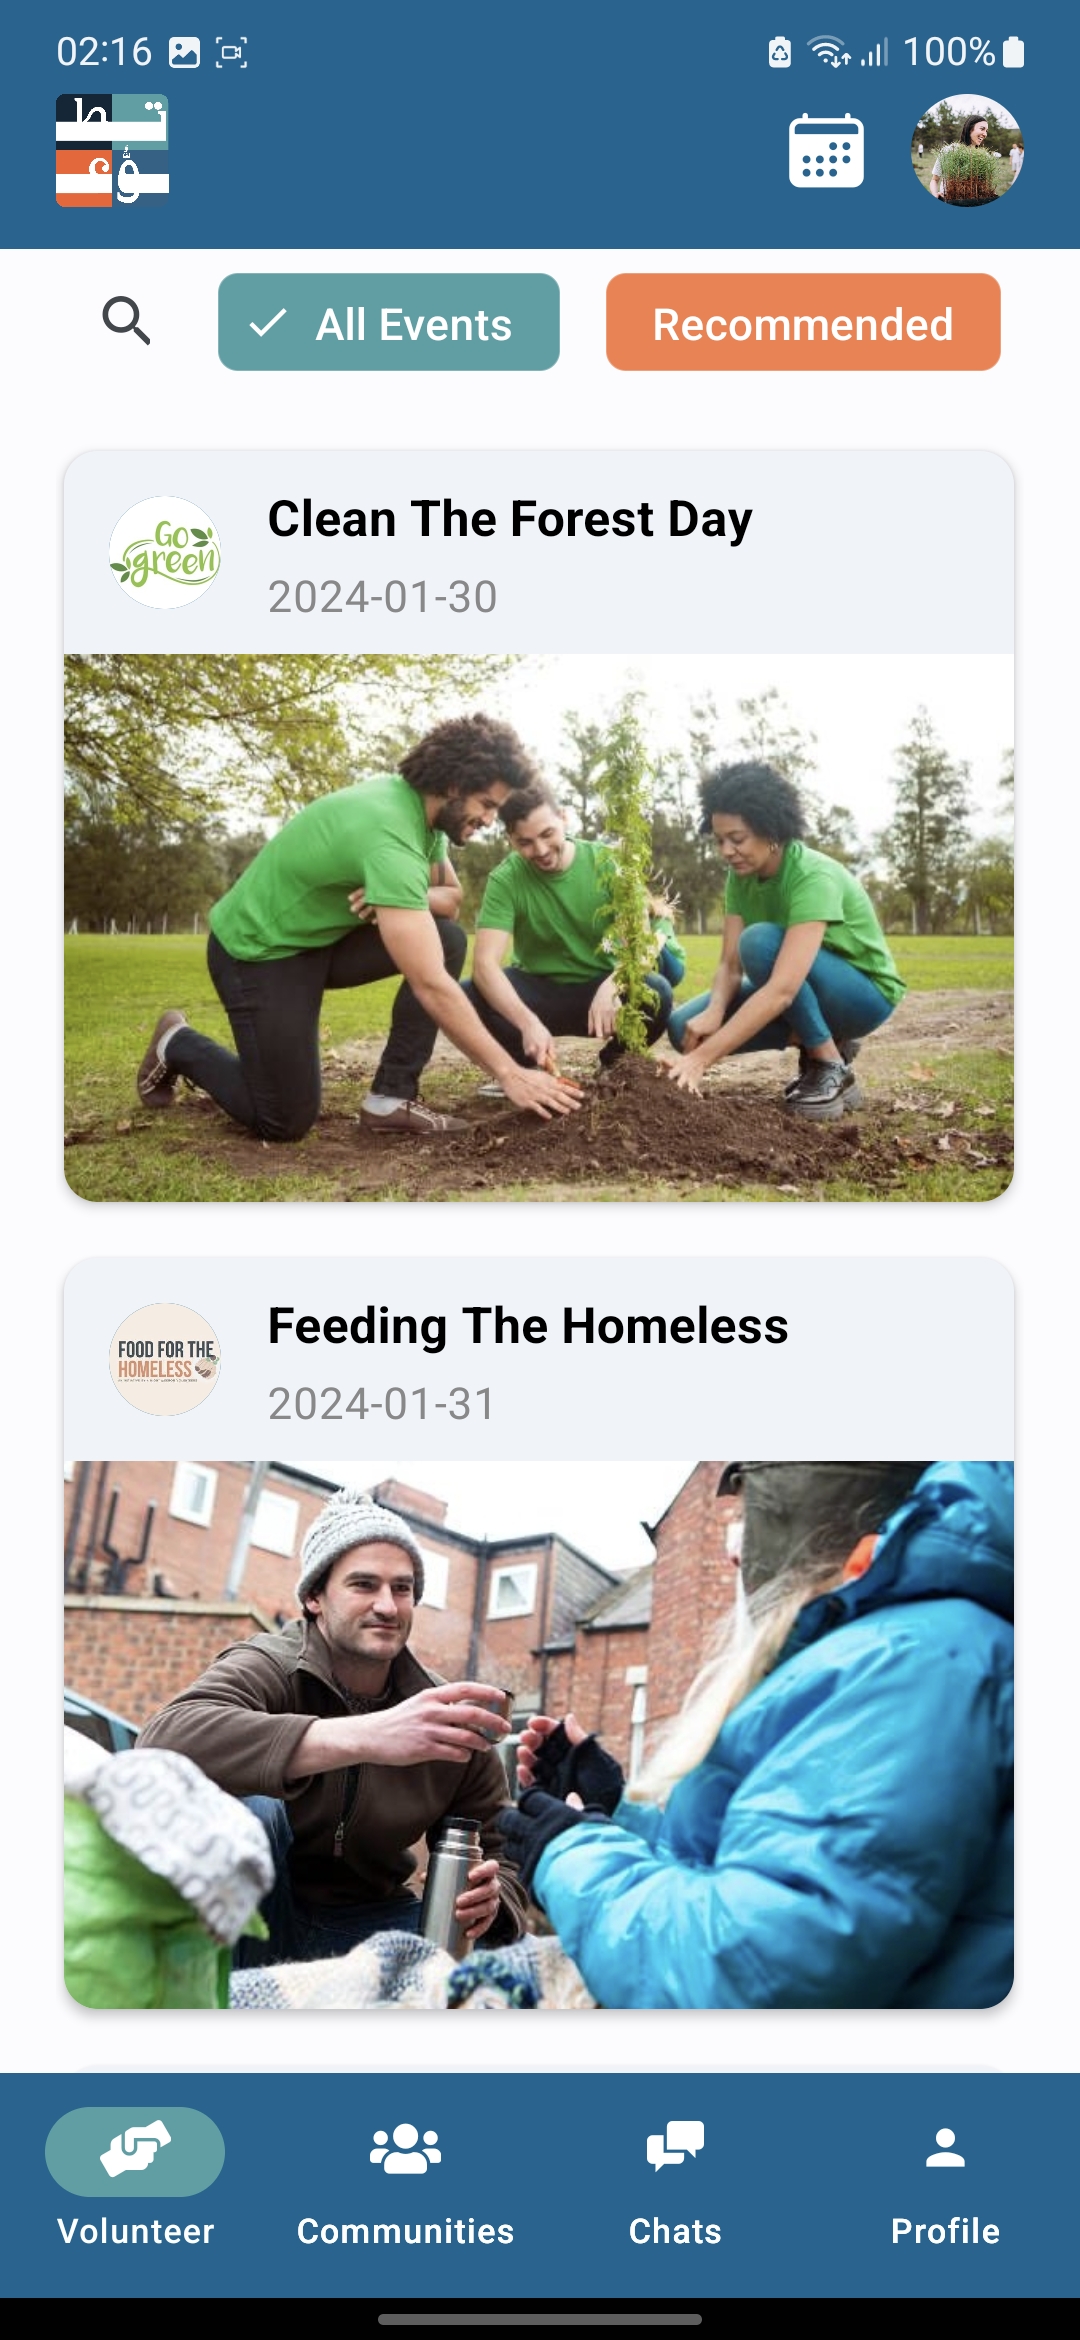 02:16
100%
All Events
Recommended
Go
green
Clean The Forest Day
2024-01-30
FOOD FOR THE
HOMELESS
Feeding The Homeless
2024-01-31
Volunteer
Communities
Chats
Profile